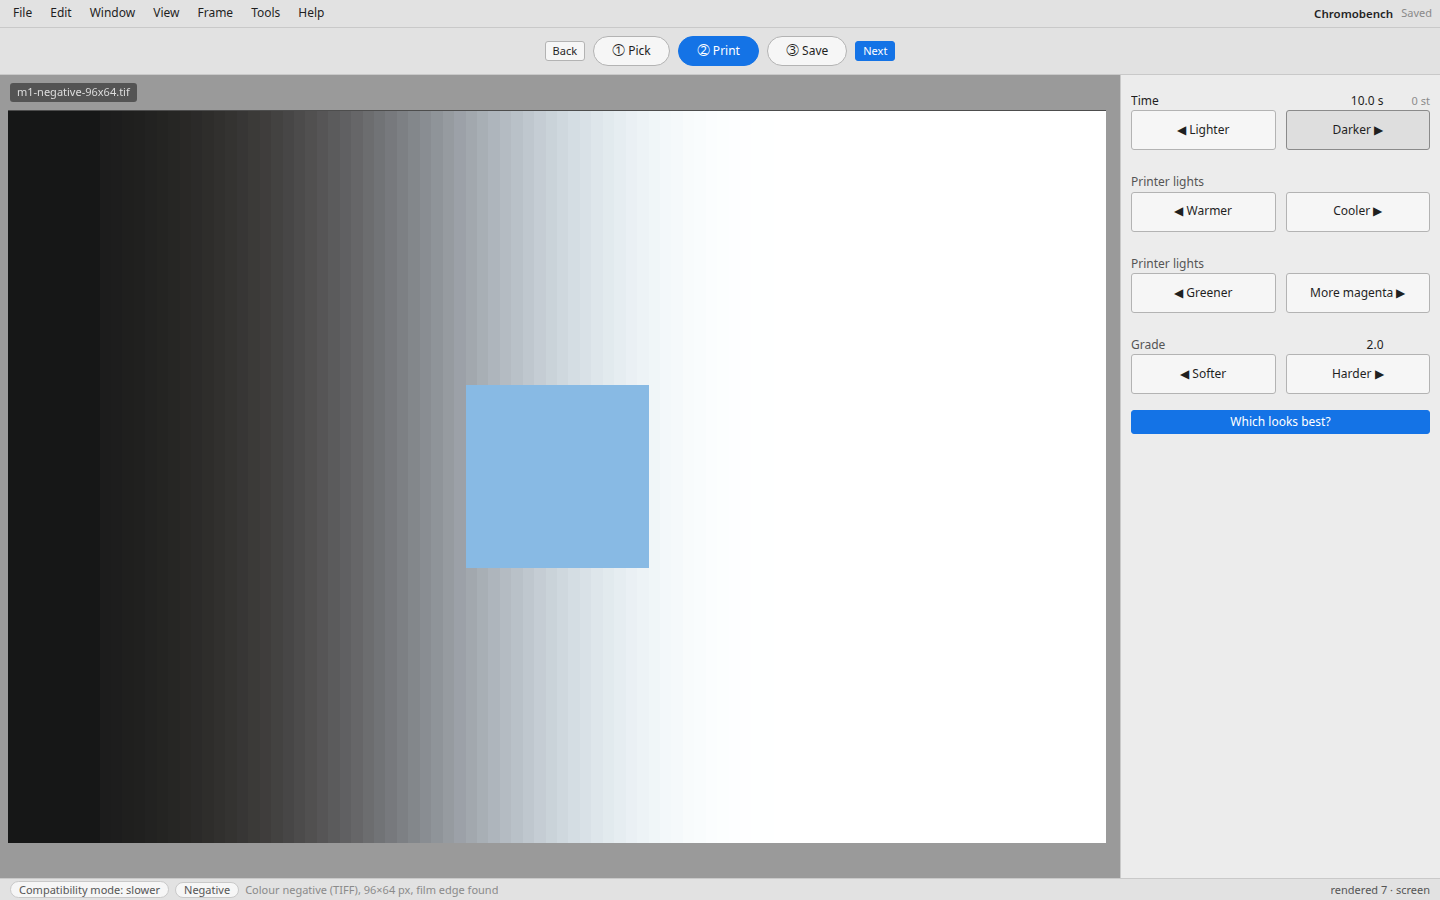 File Edit Window View Frame Tools Help Chromobench Saved
Back ① Pick ② Print ③ Save Next
m1-negative-96x64.tif
Time 10.0 s 0 st
◀ Lighter Darker ▶
Printer lights
◀ Warmer Cooler ▶
Printer lights
◀ Greener More magenta ▶
Grade 2.0
◀ Softer Harder ▶
Which looks best?
Compatibility mode: slower Negative Colour negative (TIFF), 96×64 px, film edge found rendered 7 · screen